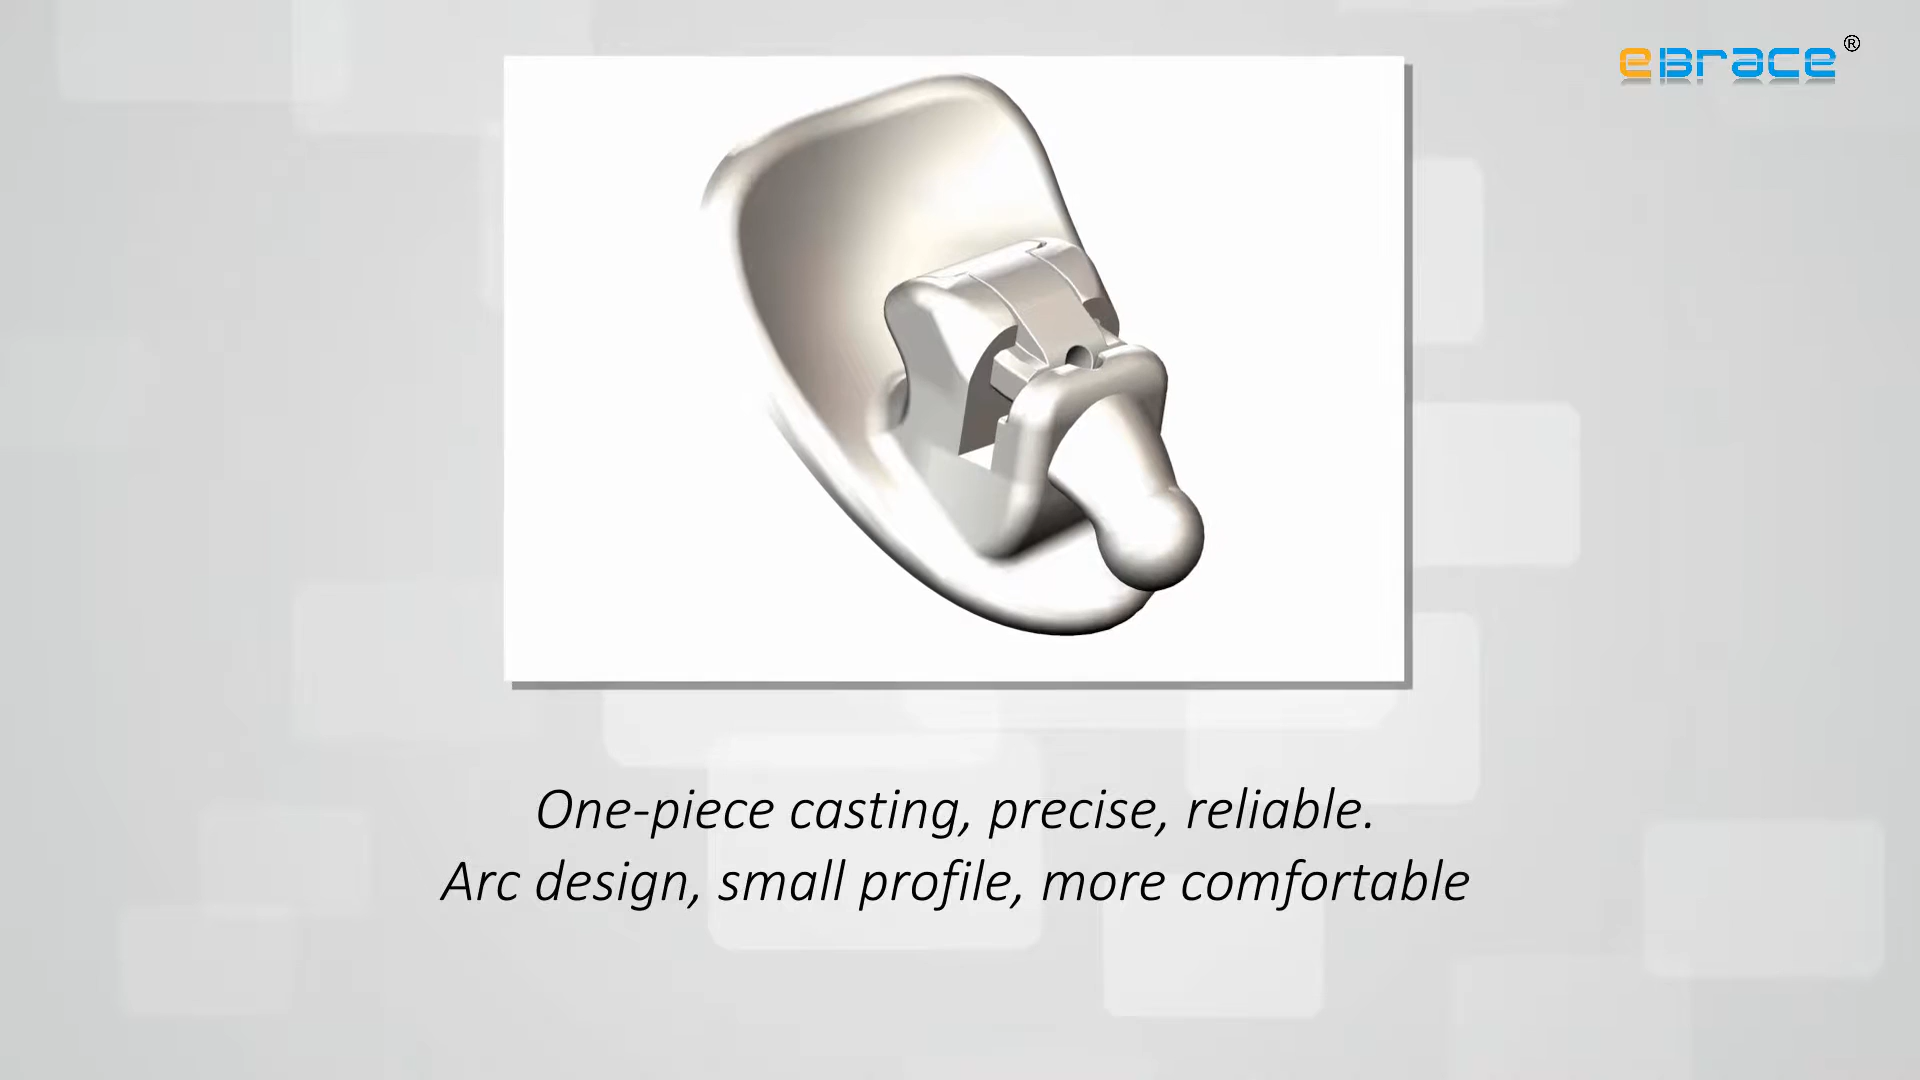 eBrace®
One-piece casting, precise, reliable.
Arc design, small profile, more comfortable